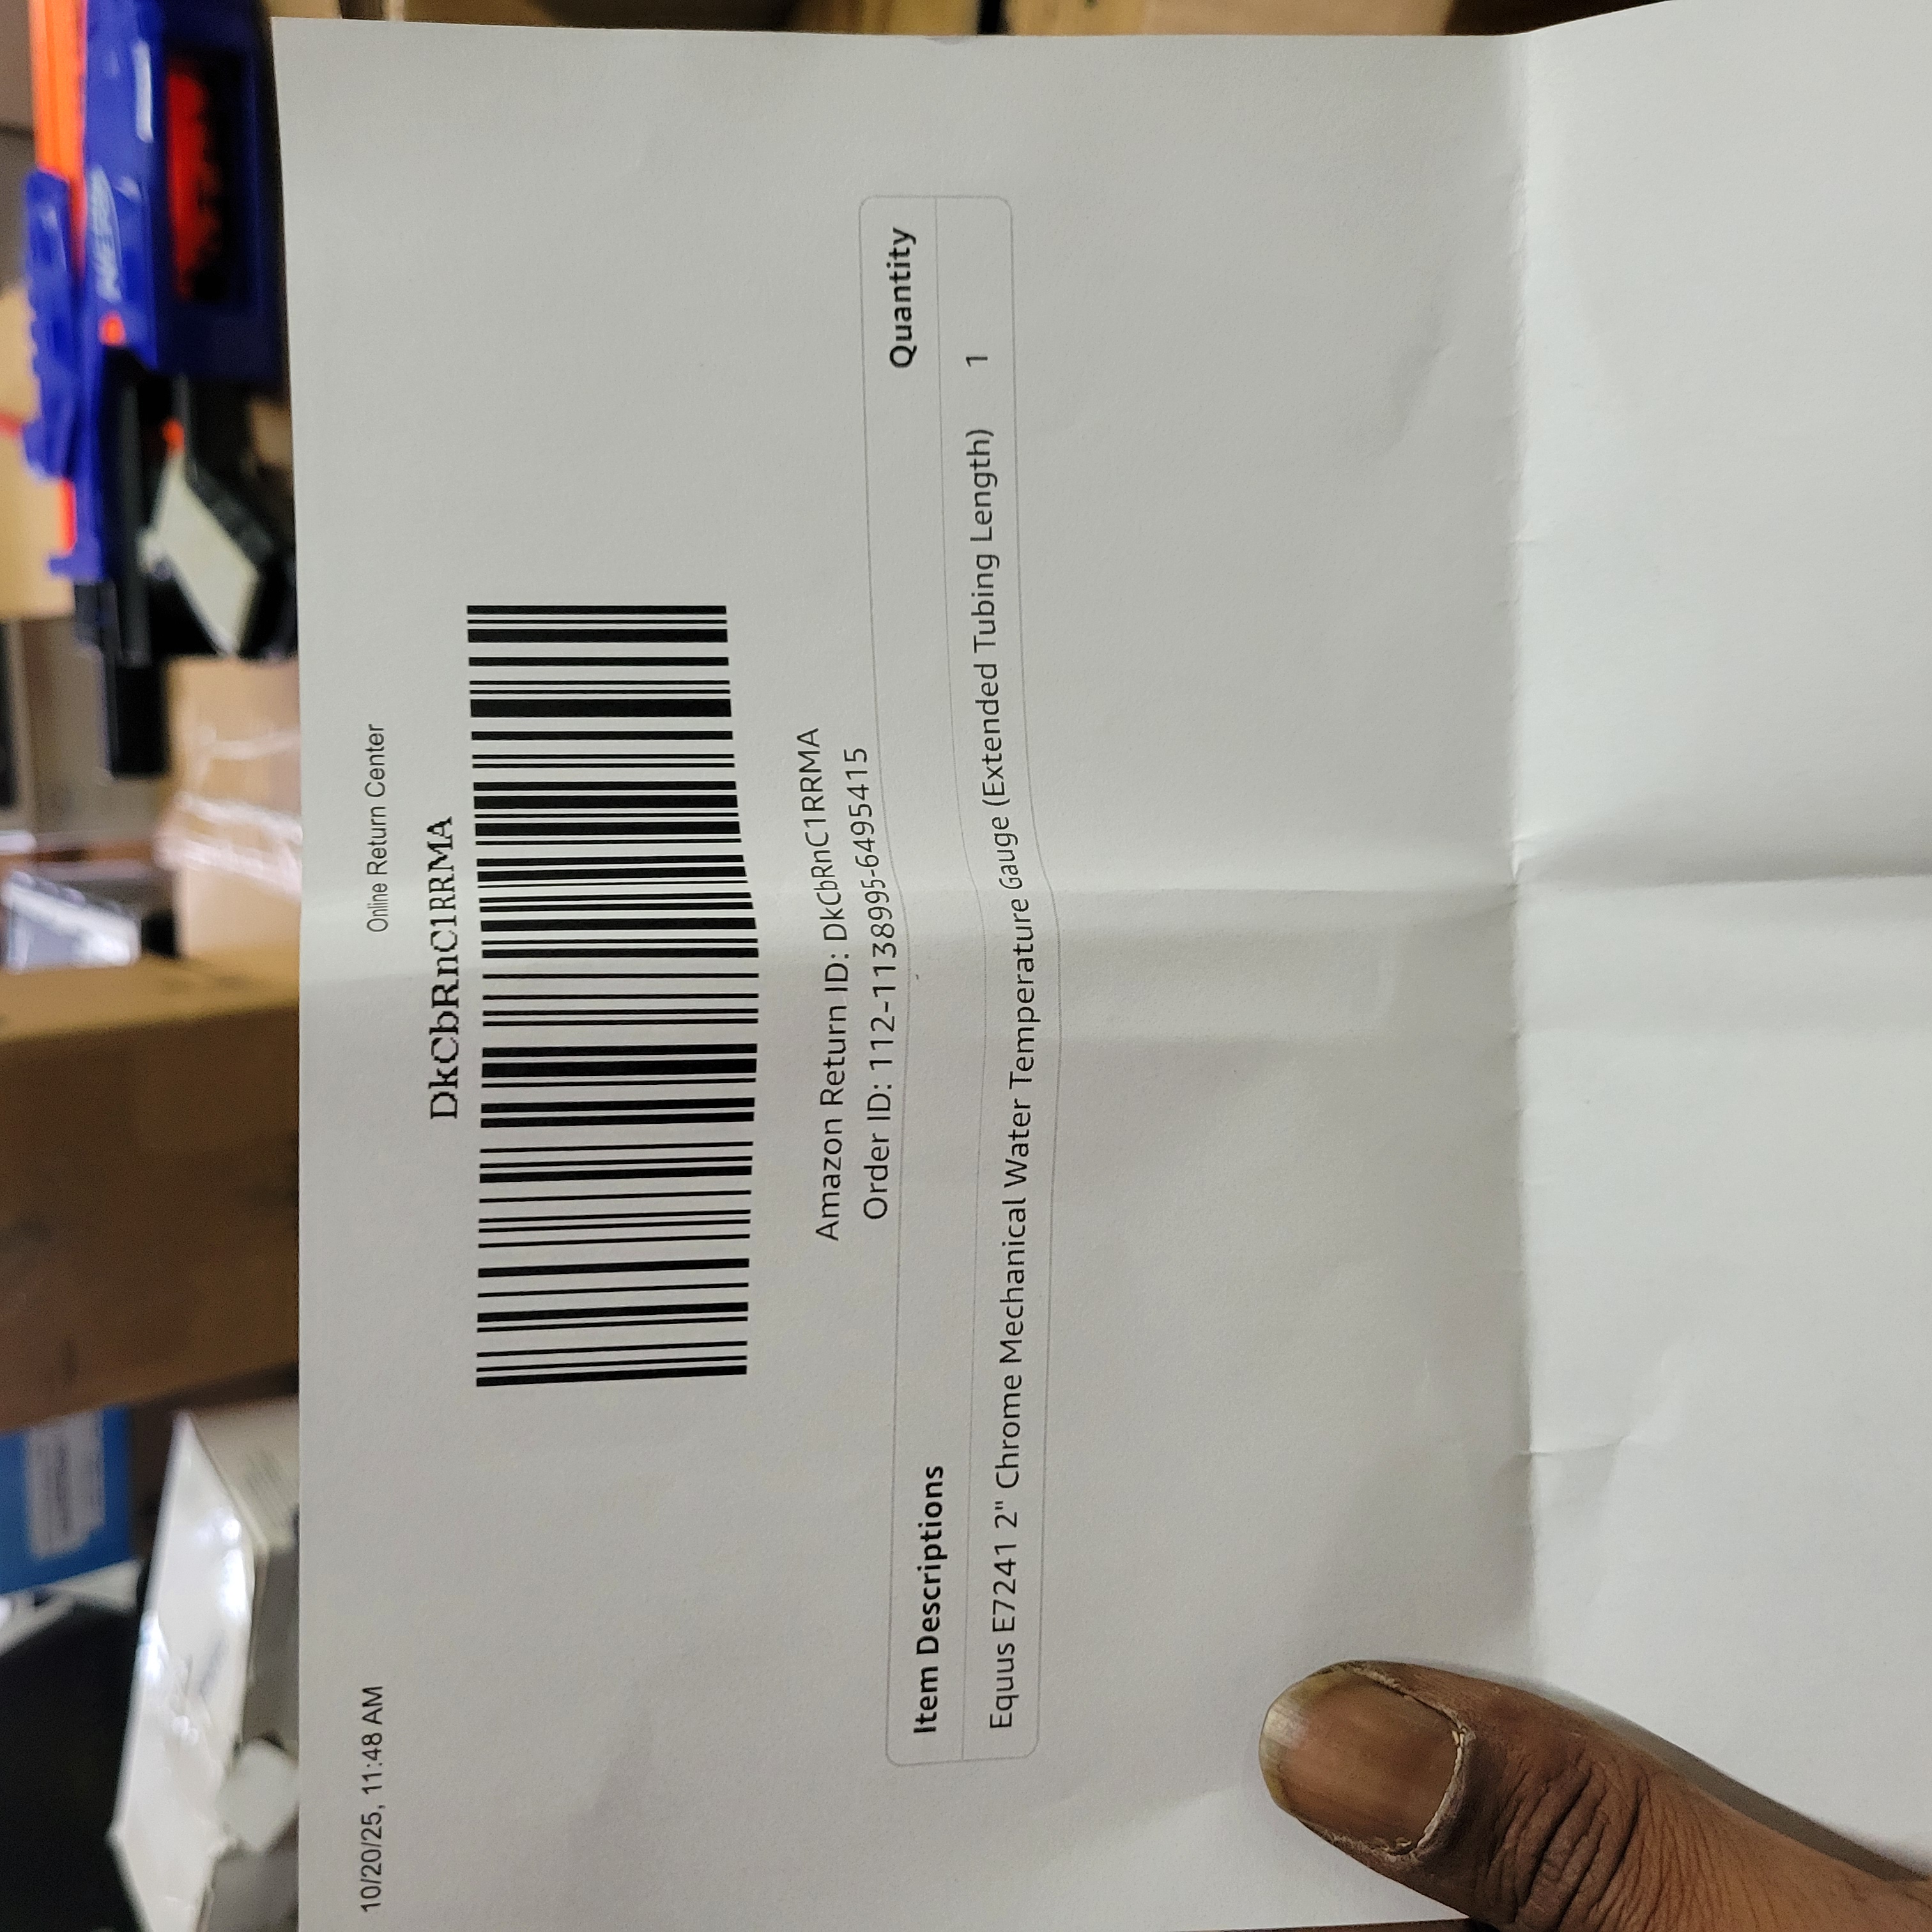 10/20/25, 11:48 AM
Online Return Center
DkCbRnC1RRMA
Amazon Return ID: DkCbRnC1RRMA
Order ID: 112-1138995-6495415
Item Descriptions Quantity
Equus E7241 2" Chrome Mechanical Water Temperature Gauge (Extended Tubing Length) 1
NERF